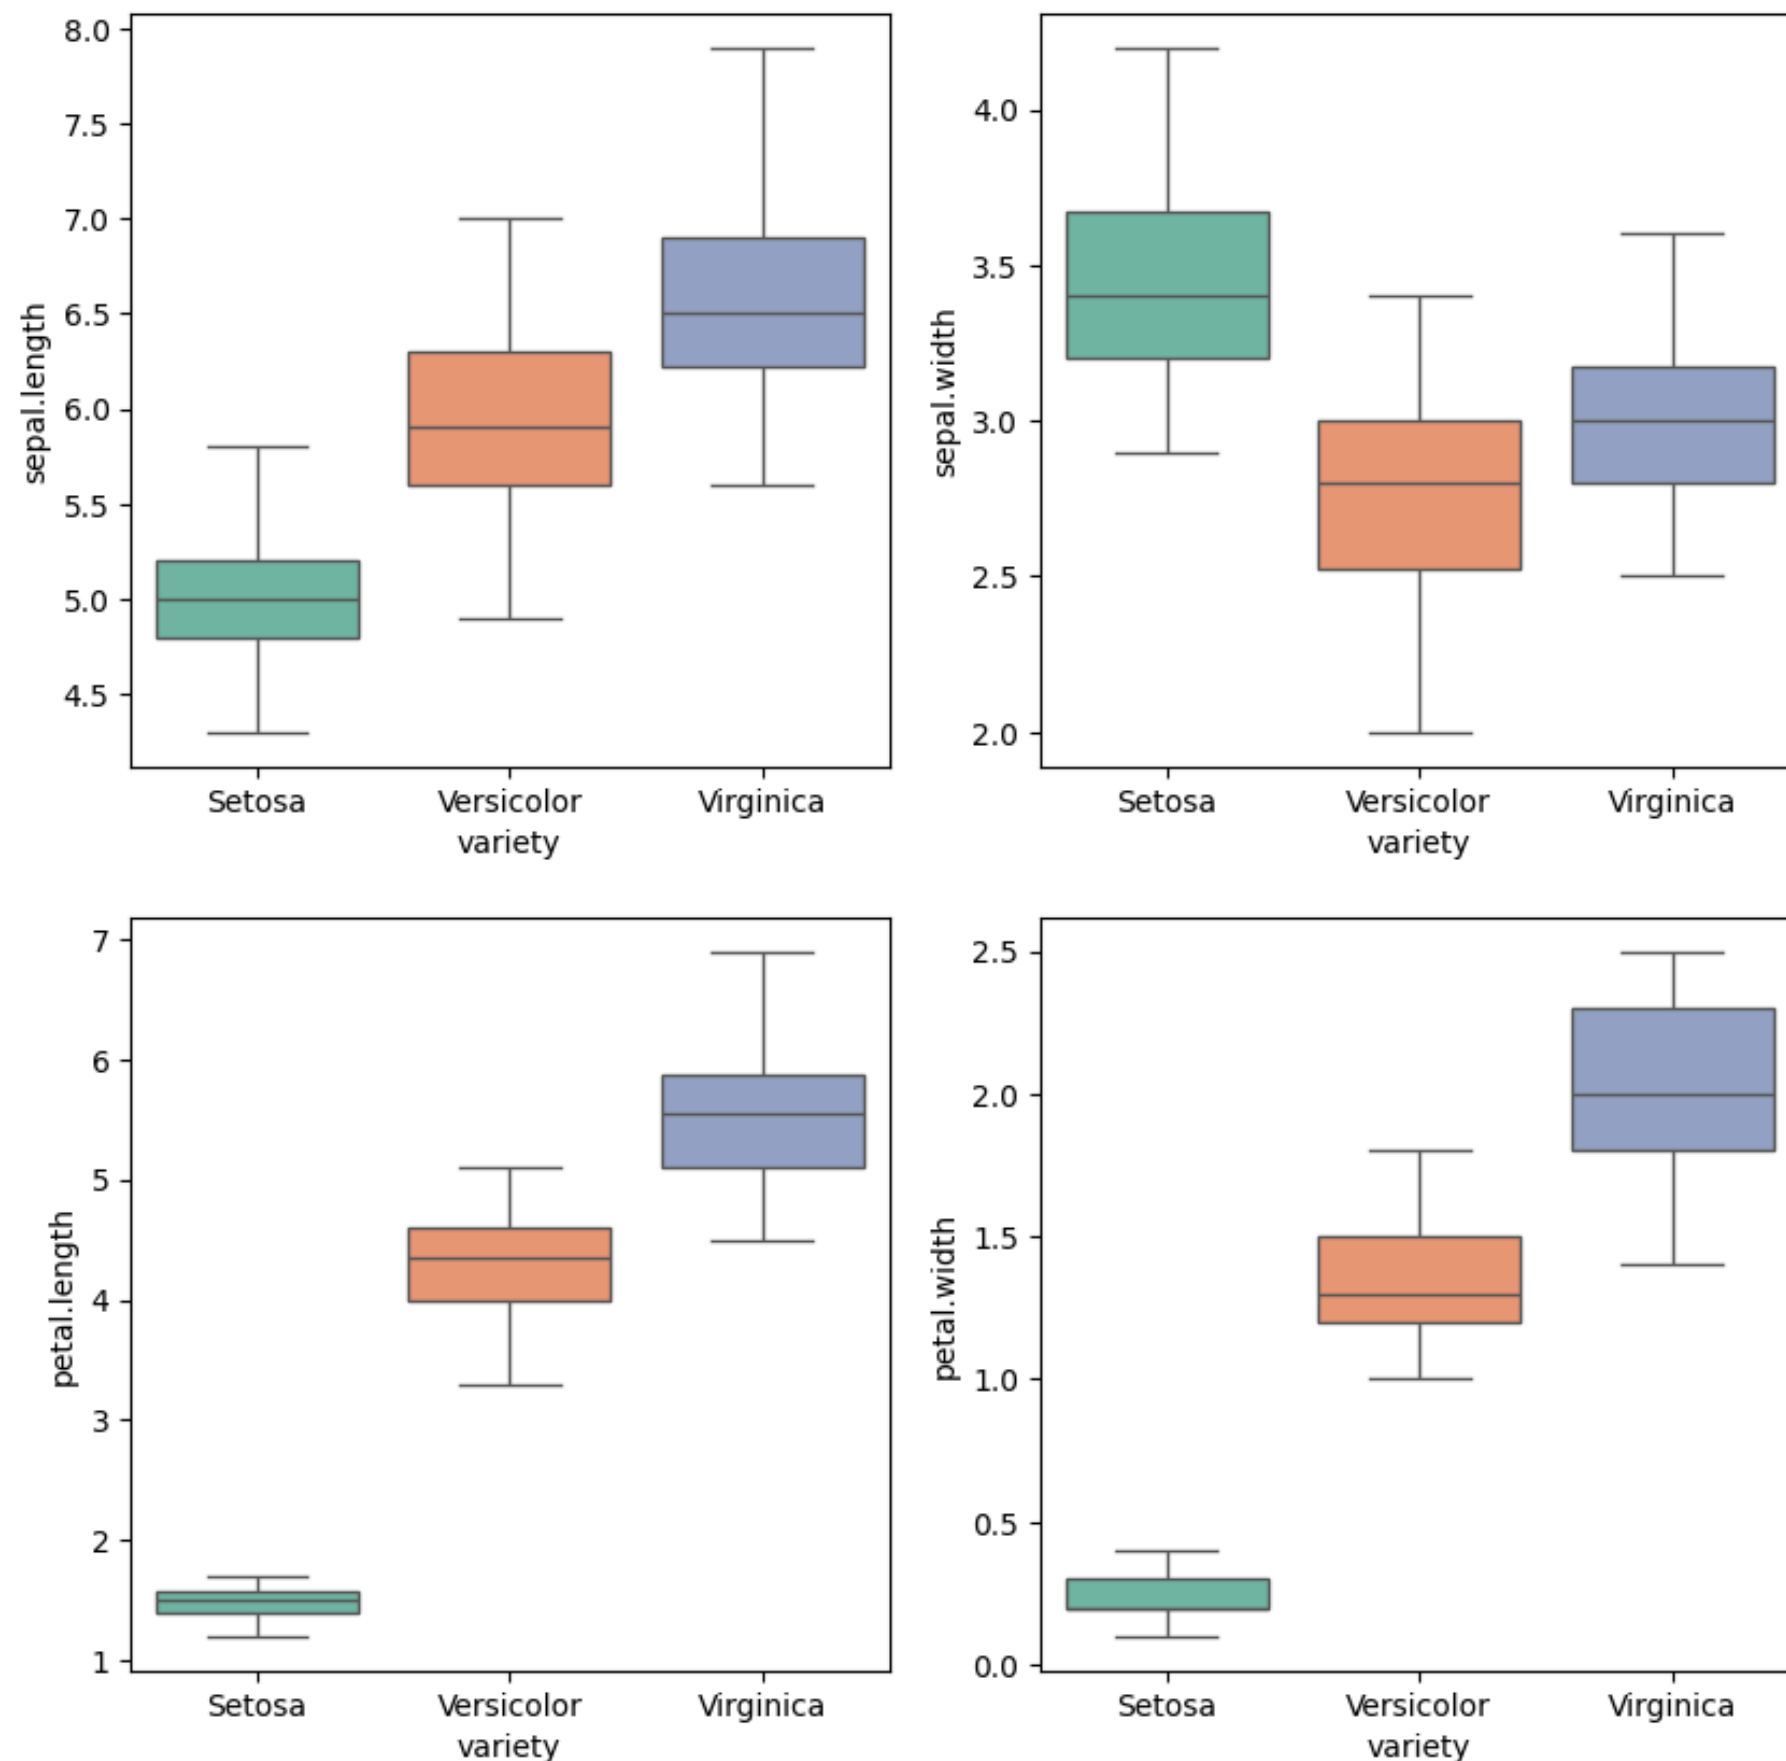 sepal.length
8.0
7.5
7.0
6.5
6.0
5.5
5.0
4.5
Setosa Versicolor Virginica
variety
sepal.width
4.0
3.5
3.0
2.5
2.0
Setosa Versicolor Virginica
variety
petal.length
7
6
5
4
3
2
1
Setosa Versicolor Virginica
variety
petal.width
2.5
2.0
1.5
1.0
0.5
0.0
Setosa Versicolor Virginica
variety